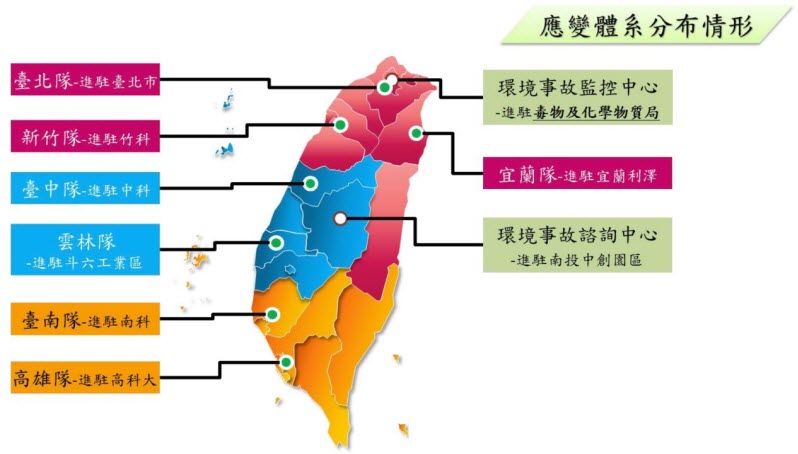 應變體系分布情形
臺北隊-進駐臺北市
新竹隊-進駐竹科
臺中隊-進駐中科
雲林隊
-進駐斗六工業區
臺南隊-進駐南科
高雄隊-進駐高科大
環境事故監控中心
-進駐毒物及化學物質局
宜蘭隊-進駐宜蘭利澤
環境事故諮詢中心
-進駐南投中創園區